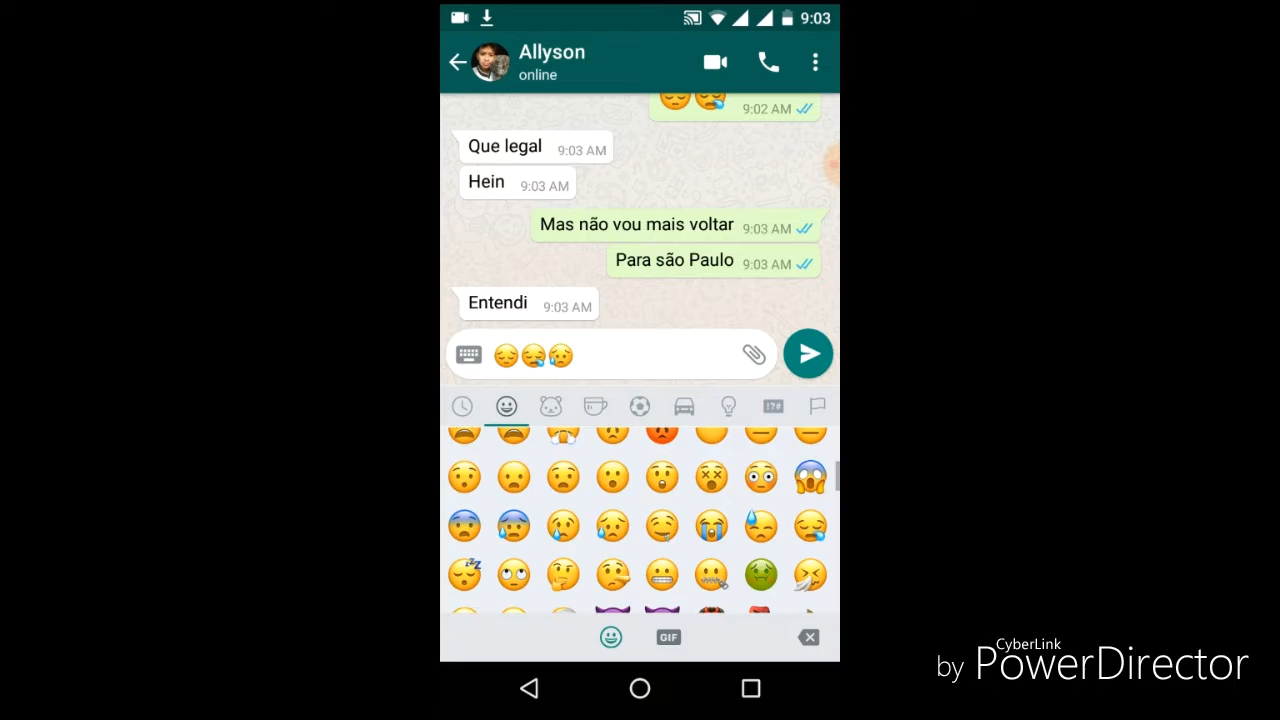 9:03
Allyson
online
9:02 AM
Que legal 9:03 AM
Hein 9:03 AM
Mas não vou mais voltar 9:03 AM
Para são Paulo 9:03 AM
Entendi 9:03 AM
!?#
GIF
CyberLink
by PowerDirector